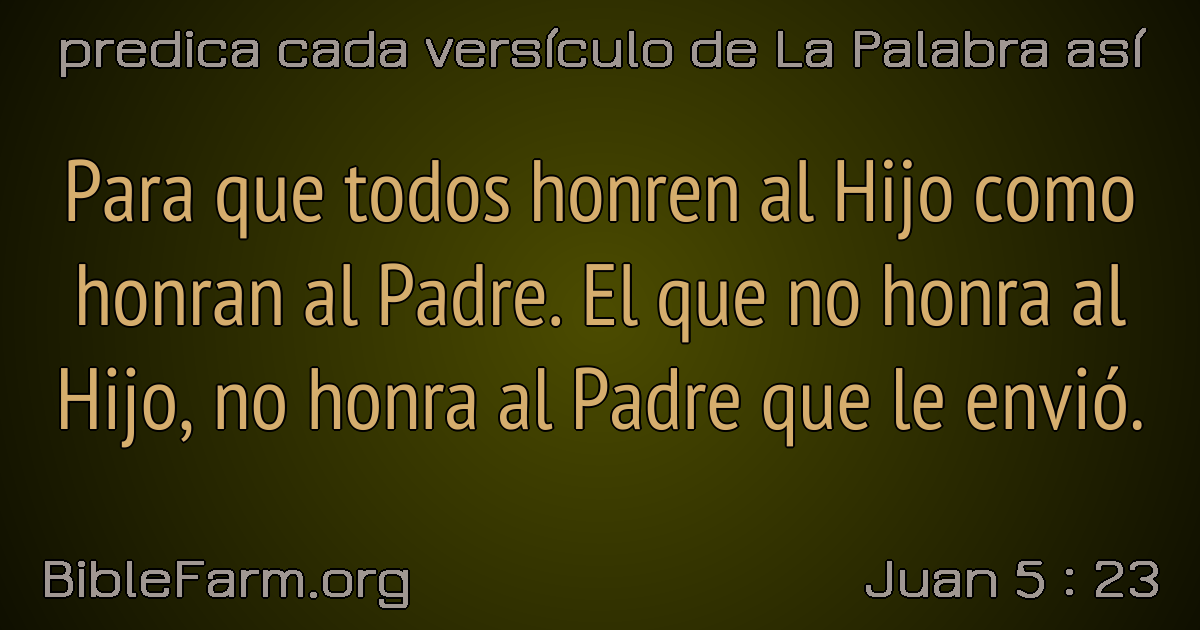 predica cada versículo de La Palabra así
Para que todos honren al Hijo como
honran al Padre. El que no honra al
Hijo, no honra al Padre que le envió.
BibleFarm.org
Juan 5 : 23